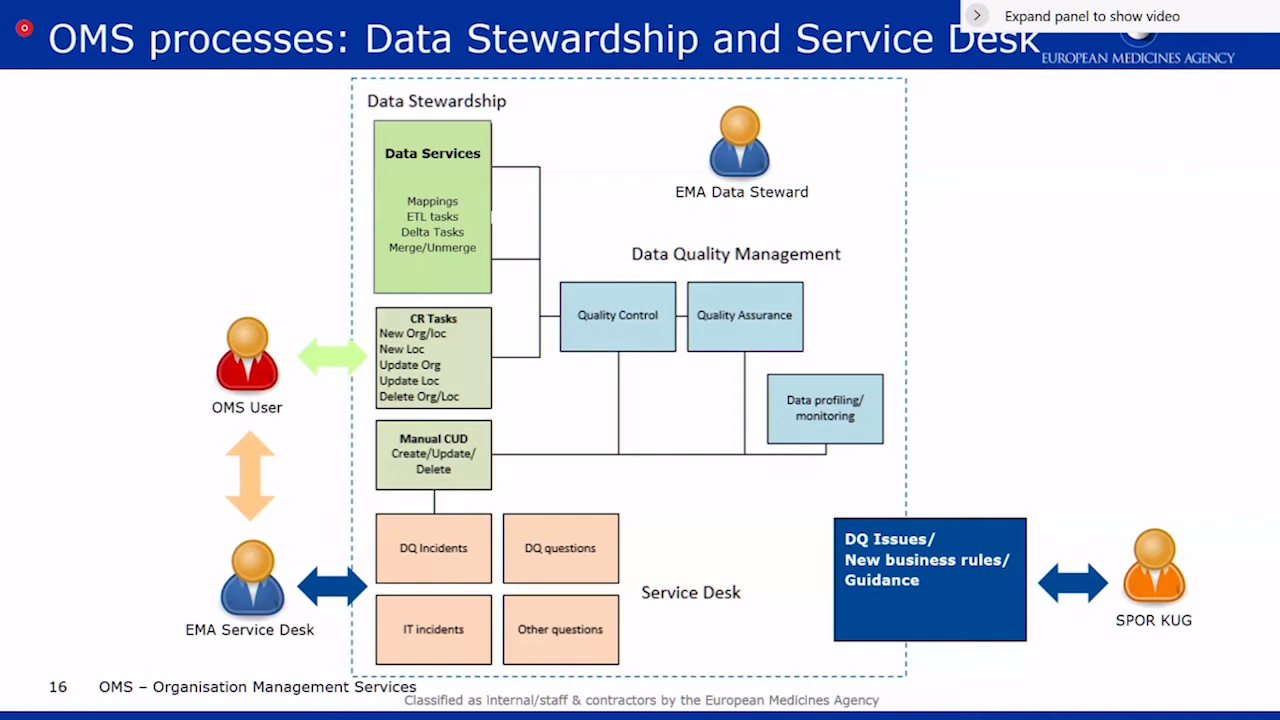 Expand panel to show video
OMS processes: Data Stewardship and Service Desk
EUROPEAN MEDICINES AGENCY
Data Stewardship
Data Services
Mappings
ETL tasks
Delta Tasks
Merge/Unmerge
EMA Data Steward
Data Quality Management
Quality Control
Quality Assurance
Data profiling/
monitoring
CR Tasks
New Org/loc
New Loc
Update Org
Update Loc
Delete Org/Loc
OMS User
Manual CUD
Create/Update/
Delete
DQ Incidents
DQ questions
IT incidents
Other questions
Service Desk
EMA Service Desk
DQ Issues/
New business rules/
Guidance
SPOR KUG
16 OMS – Organisation Management Services
Classified as internal/staff & contractors by the European Medicines Agency